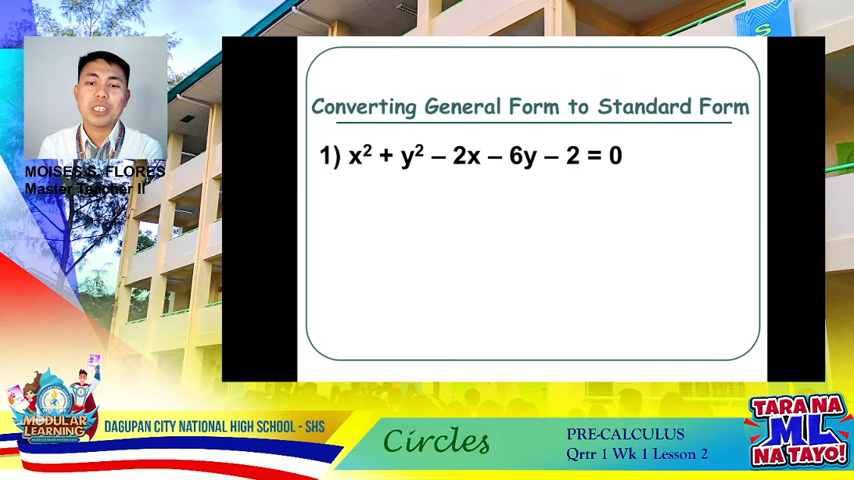 Converting General Form to Standard Form
1) x² + y² – 2x – 6y – 2 = 0
MOISES S. FLORES
Master Teacher II
MODULAR
LEARNING
DAGUPAN CITY NATIONAL HIGH SCHOOL - SHS
Circles
PRE-CALCULUS
Qrtr 1 Wk 1 Lesson 2
TARA NA
ML
NA TAYO!